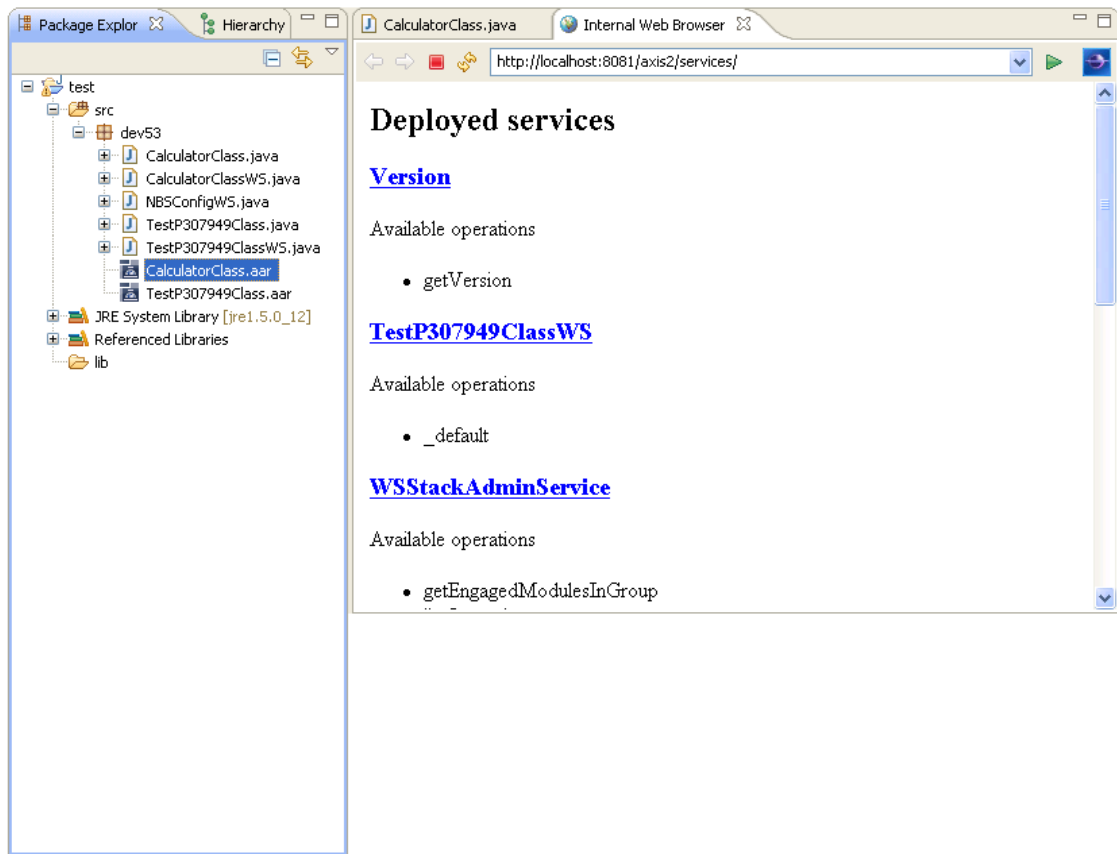 Package Explor
Hierarchy
test
src
dev53
CalculatorClass.java
CalculatorClassWS.java
NBSConfigWS.java
TestP307949Class.java
TestP307949ClassWS.java
CalculatorClass.aar
TestP307949Class.aar
JRE System Library [jre1.5.0_12]
Referenced Libraries
lib
CalculatorClass.java
Internal Web Browser
http://localhost:8081/axis2/services/
Deployed services
Version
Available operations
• getVersion
TestP307949ClassWS
Available operations
• _default
WSStackAdminService
Available operations
• getEngagedModulesInGroup